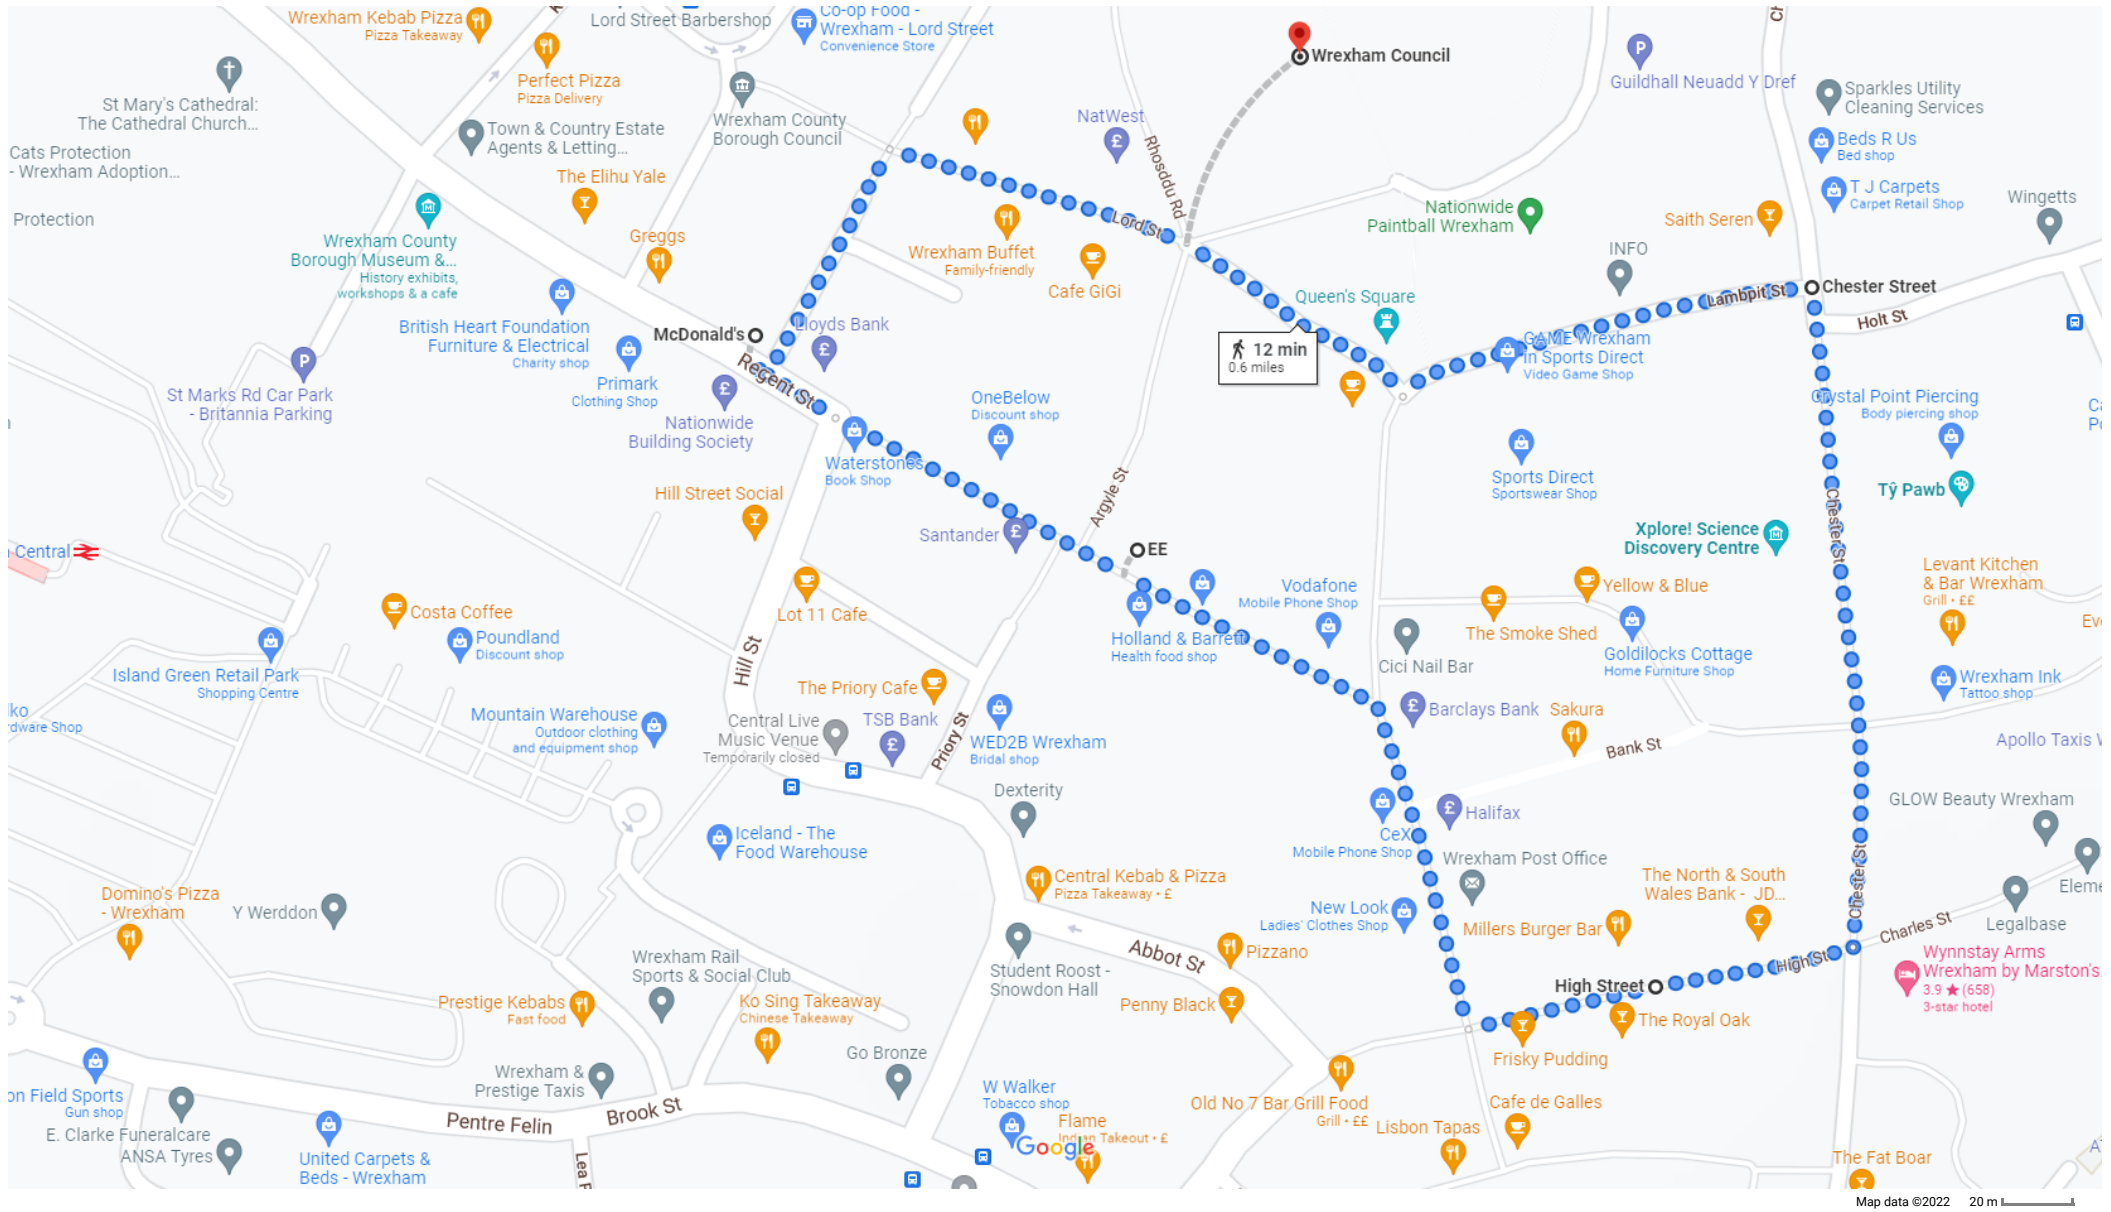 Wrexham Kebab Pizza
Pizza Takeaway
Lord Street Barbershop
Co-op Food -
Wrexham - Lord Street
Convenience Store
Perfect Pizza
Pizza Delivery
St Mary's Cathedral:
The Cathedral Church...
Town & Country Estate
Agents & Letting...
Wrexham County
Borough Council
NatWest
£
Rhosddu Rd
Wrexham Council
P
Guildhall Neuadd Y Dref
Sparkles Utility
Cleaning Services
Beds R Us
Bed shop
T J Carpets
Carpet Retail Shop
Wingetts
Cats Protection
- Wrexham Adoption...
Protection
The Elihu Yale
Wrexham County
Borough Museum &...
History exhibits,
workshops & a cafe
Greggs
Lord St
Wrexham Buffet
Family-friendly
Cafe GiGi
Nationwide
Paintball Wrexham
Saith Seren
INFO
Queen's Square
Lambpit St
Chester Street
Holt St
British Heart Foundation
Furniture & Electrical
Charity shop
McDonald's
Lloyds Bank
£
12 min
0.6 miles
GAME Wrexham
in Sports Direct
Video Game Shop
P
St Marks Rd Car Park
- Britannia Parking
Primark
Clothing Shop
Regent St
£
Nationwide
Building Society
OneBelow
Discount shop
Crystal Point Piercing
Body piercing shop
Waterstones
Book Shop
Hill Street Social
Argyle St
Sports Direct
Sportswear Shop
Tŷ Pawb
Chester St
Santander
£
EE
Xplore! Science
Discovery Centre
Central
Costa Coffee
Lot 11 Cafe
Vodafone
Mobile Phone Shop
Yellow & Blue
Levant Kitchen
& Bar Wrexham
Grill • ££
Poundland
Discount shop
Hill St
Holland & Barrett
Health food shop
The Smoke Shed
Cici Nail Bar
Goldilocks Cottage
Home Furniture Shop
Island Green Retail Park
Shopping Centre
The Priory Cafe
Wrexham Ink
Tattoo shop
Mountain Warehouse
Outdoor clothing
and equipment shop
Central Live
Music Venue
Temporarily closed
TSB Bank
£
Priory St
WED2B Wrexham
Bridal shop
£
Barclays Bank
Sakura
Bank St
Apollo Taxis
Dexterity
GLOW Beauty Wrexham
Iceland - The
Food Warehouse
CeX
Mobile Phone Shop
£
Halifax
Wrexham Post Office
Chester St
Domino's Pizza
- Wrexham
Y Werddon
Central Kebab & Pizza
Pizza Takeaway • £
The North & South
Wales Bank - JD...
Legalbase
New Look
Ladies' Clothes Shop
Millers Burger Bar
Charles St
Wrexham Rail
Sports & Social Club
Student Roost -
Snowdon Hall
Abbot St
Pizzano
High St
Wynnstay Arms
Wrexham by Marston's
3.9 ★ (658)
3-star hotel
High Street
Prestige Kebabs
Fast food
Ko Sing Takeaway
Chinese Takeaway
Penny Black
The Royal Oak
Frisky Pudding
Go Bronze
Wrexham &
Prestige Taxis
on Field Sports
Gun shop
W Walker
Tobacco shop
Old No 7 Bar Grill Food
Grill • ££
Cafe de Galles
Pentre Felin
Brook St
E. Clarke Funeralcare
ANSA Tyres
Flame
Indian Takeout • £
Google
Lisbon Tapas
United Carpets &
Beds - Wrexham
The Fat Boar
Map data ©2022
20 m